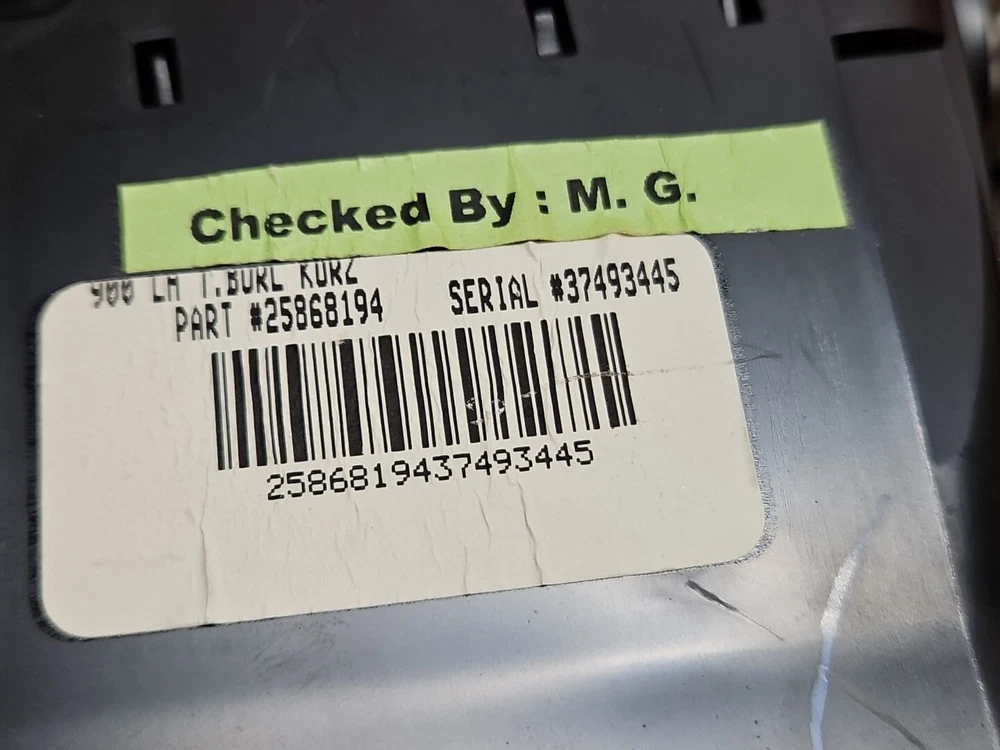 Checked By : M. G.
900 LH T.BURL KURZ
PART #25868194 SERIAL #37493445
2586819437493445